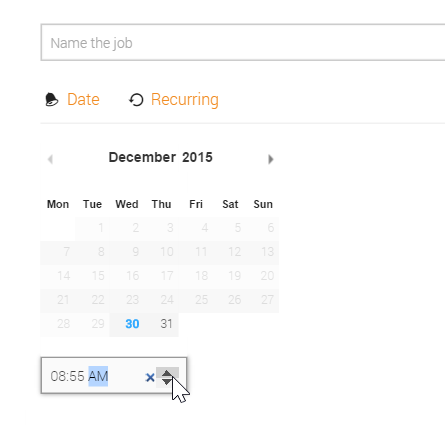 Name the job
Date Recurring
December 2015
Mon Tue Wed Thu Fri Sat Sun
1 2 3 4 5 6
7 8 9 10 11 12 13
14 15 16 17 18 19 20
21 22 23 24 25 26 27
28 29 30 31
08:55 AM